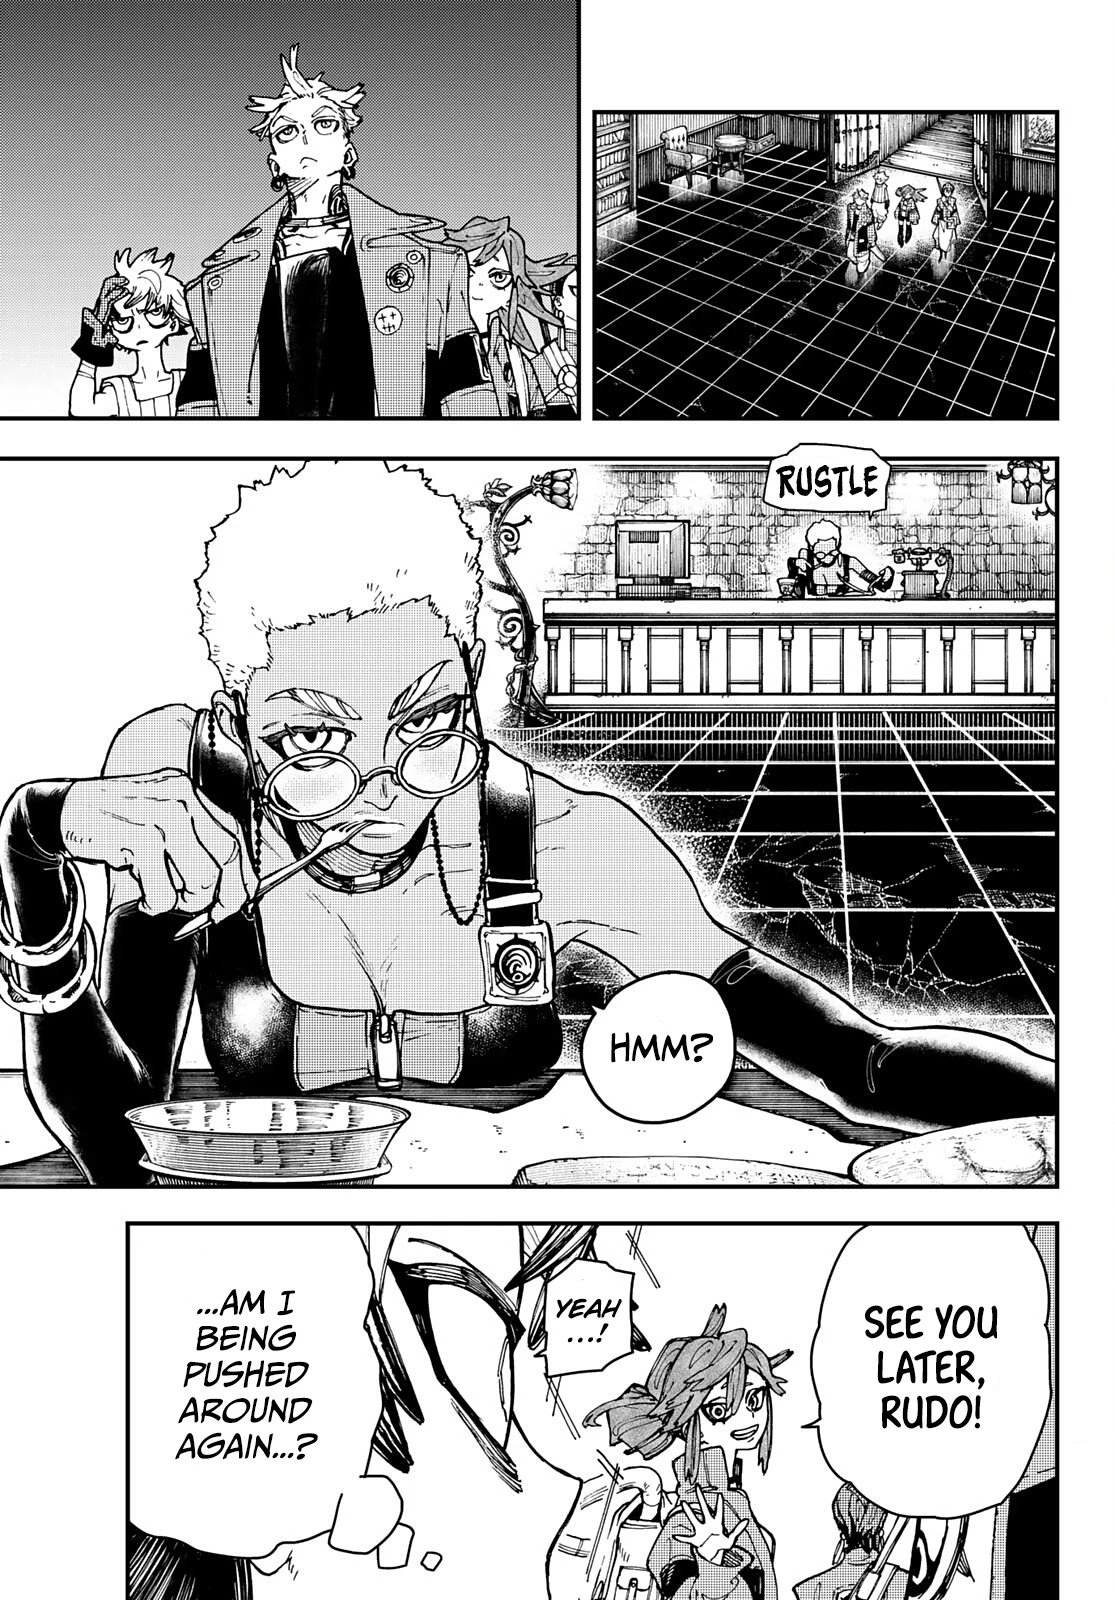 RUSTLE
HMM?
SEE YOU
LATER,
RUDO!
YEAH
...!
...AM I
BEING
PUSHED
AROUND
AGAIN...?